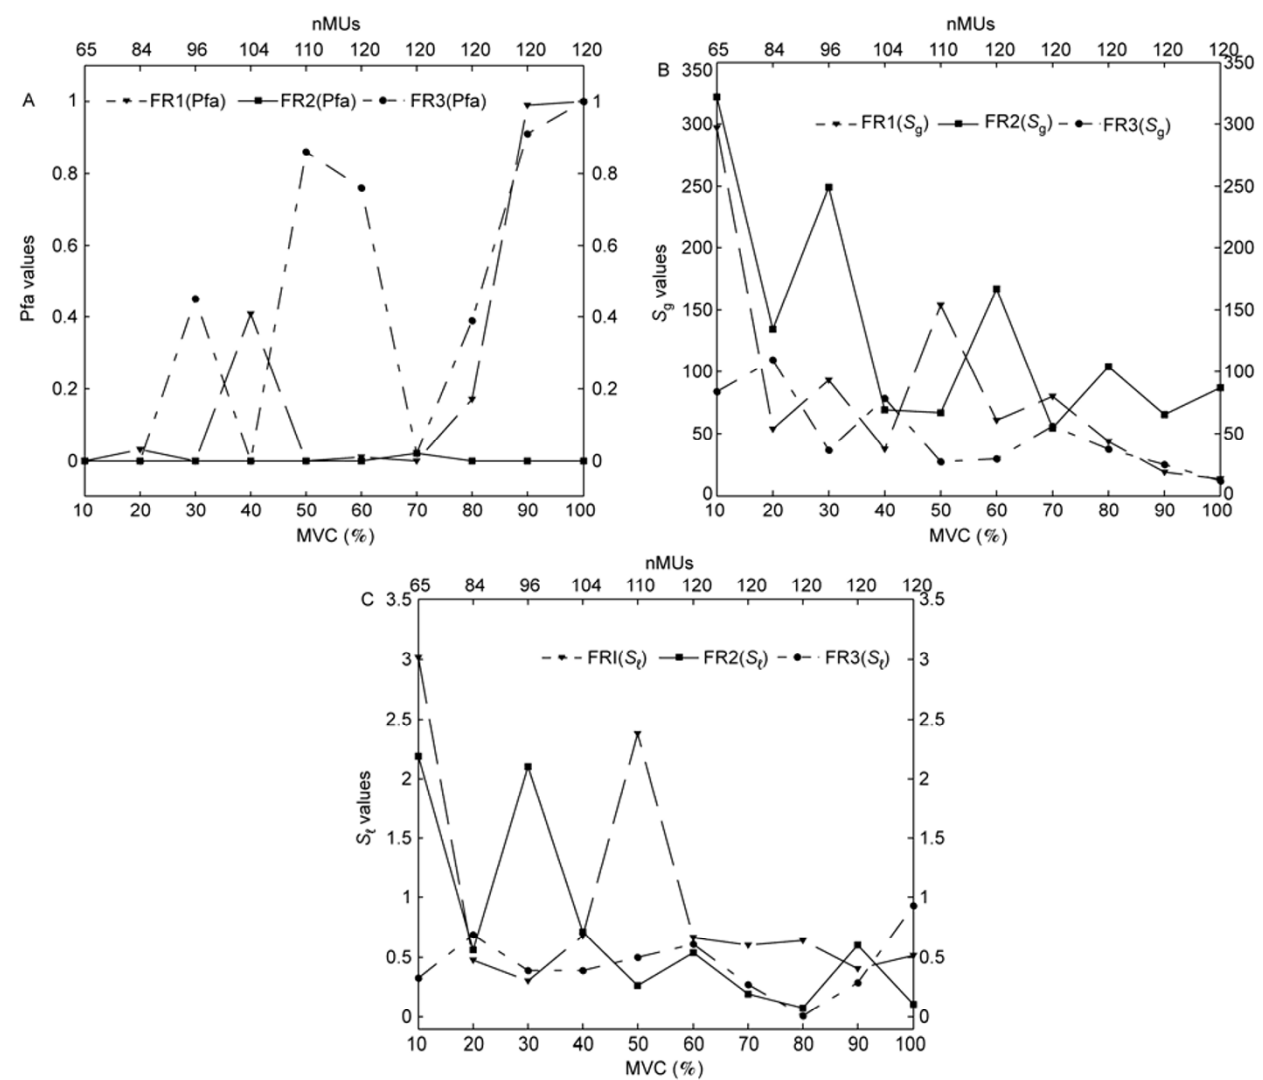 nMUs
65 84 96 104 110 120 120 120 120 120
A
FR1(Pfa) FR2(Pfa) FR3(Pfa)
1 1
0.8 0.8
0.6 0.6
0.4 0.4
0.2 0.2
0 0
Pfa values
10 20 30 40 50 60 70 80 90 100
MVC (%)
nMUs
65 84 96 104 110 120 120 120 120 120
B
350 350
FR1(Sg) FR2(Sg) FR3(Sg)
300 300
250 250
200 200
150 150
100 100
50 50
0 0
Sg values
10 20 30 40 50 60 70 80 90 100
MVC (%)
nMUs
65 84 96 104 110 120 120 120 120 120
C
3.5 3.5
FRI(Sℓ) FR2(Sℓ) FR3(Sℓ)
3 3
2.5 2.5
2 2
1.5 1.5
1 1
0.5 0.5
0 0
Sℓ values
10 20 30 40 50 60 70 80 90 100
MVC (%)